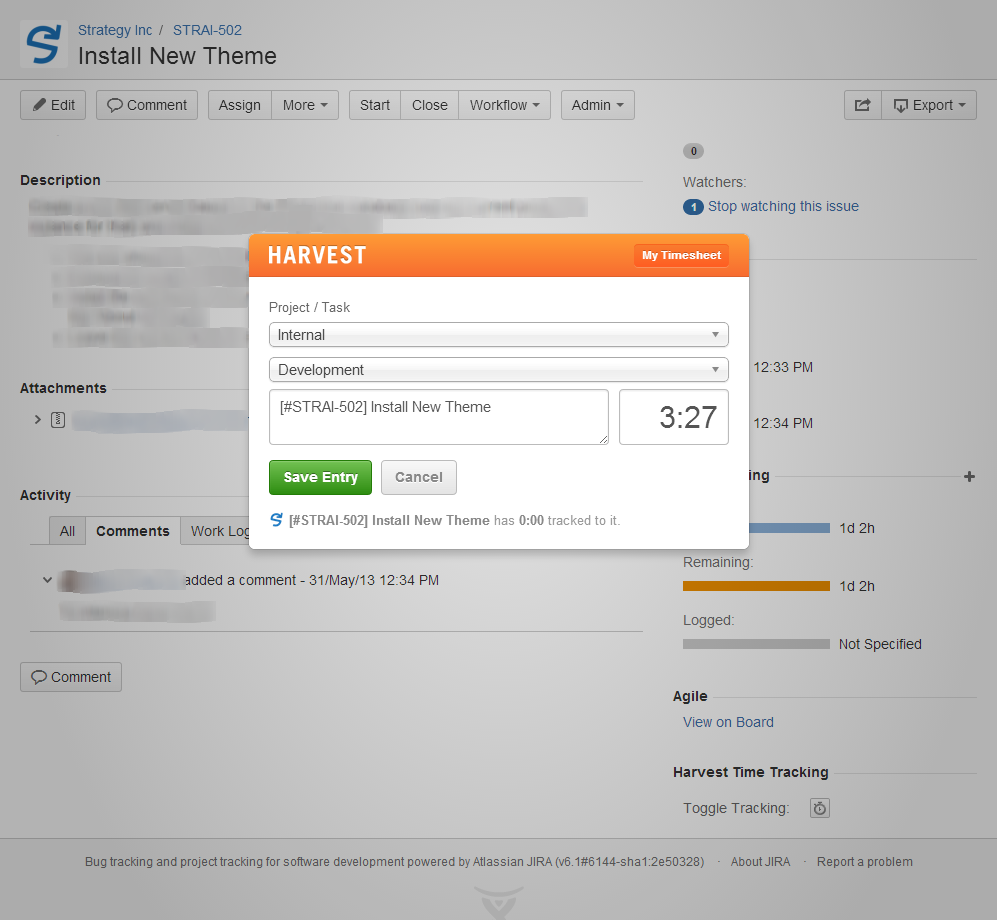 Strategy Inc / STRAI-502
Install New Theme
Edit Comment Assign More Start Close Workflow Admin Export
0
Description
Watchers:
1 Stop watching this issue
HARVEST My Timesheet
Project / Task
Internal
Development
[#STRAI-502] Install New Theme 3:27
Save Entry Cancel
[#STRAI-502] Install New Theme has 0:00 tracked to it.
12:33 PM
12:34 PM
Attachments
ing
Activity
All Comments Work Log
1d 2h
Remaining:
1d 2h
added a comment - 31/May/13 12:34 PM
Logged:
Not Specified
Comment
Agile
View on Board
Harvest Time Tracking
Toggle Tracking:
Bug tracking and project tracking for software development powered by Atlassian JIRA (v6.1#6144-sha1:2e50328) · About JIRA · Report a problem